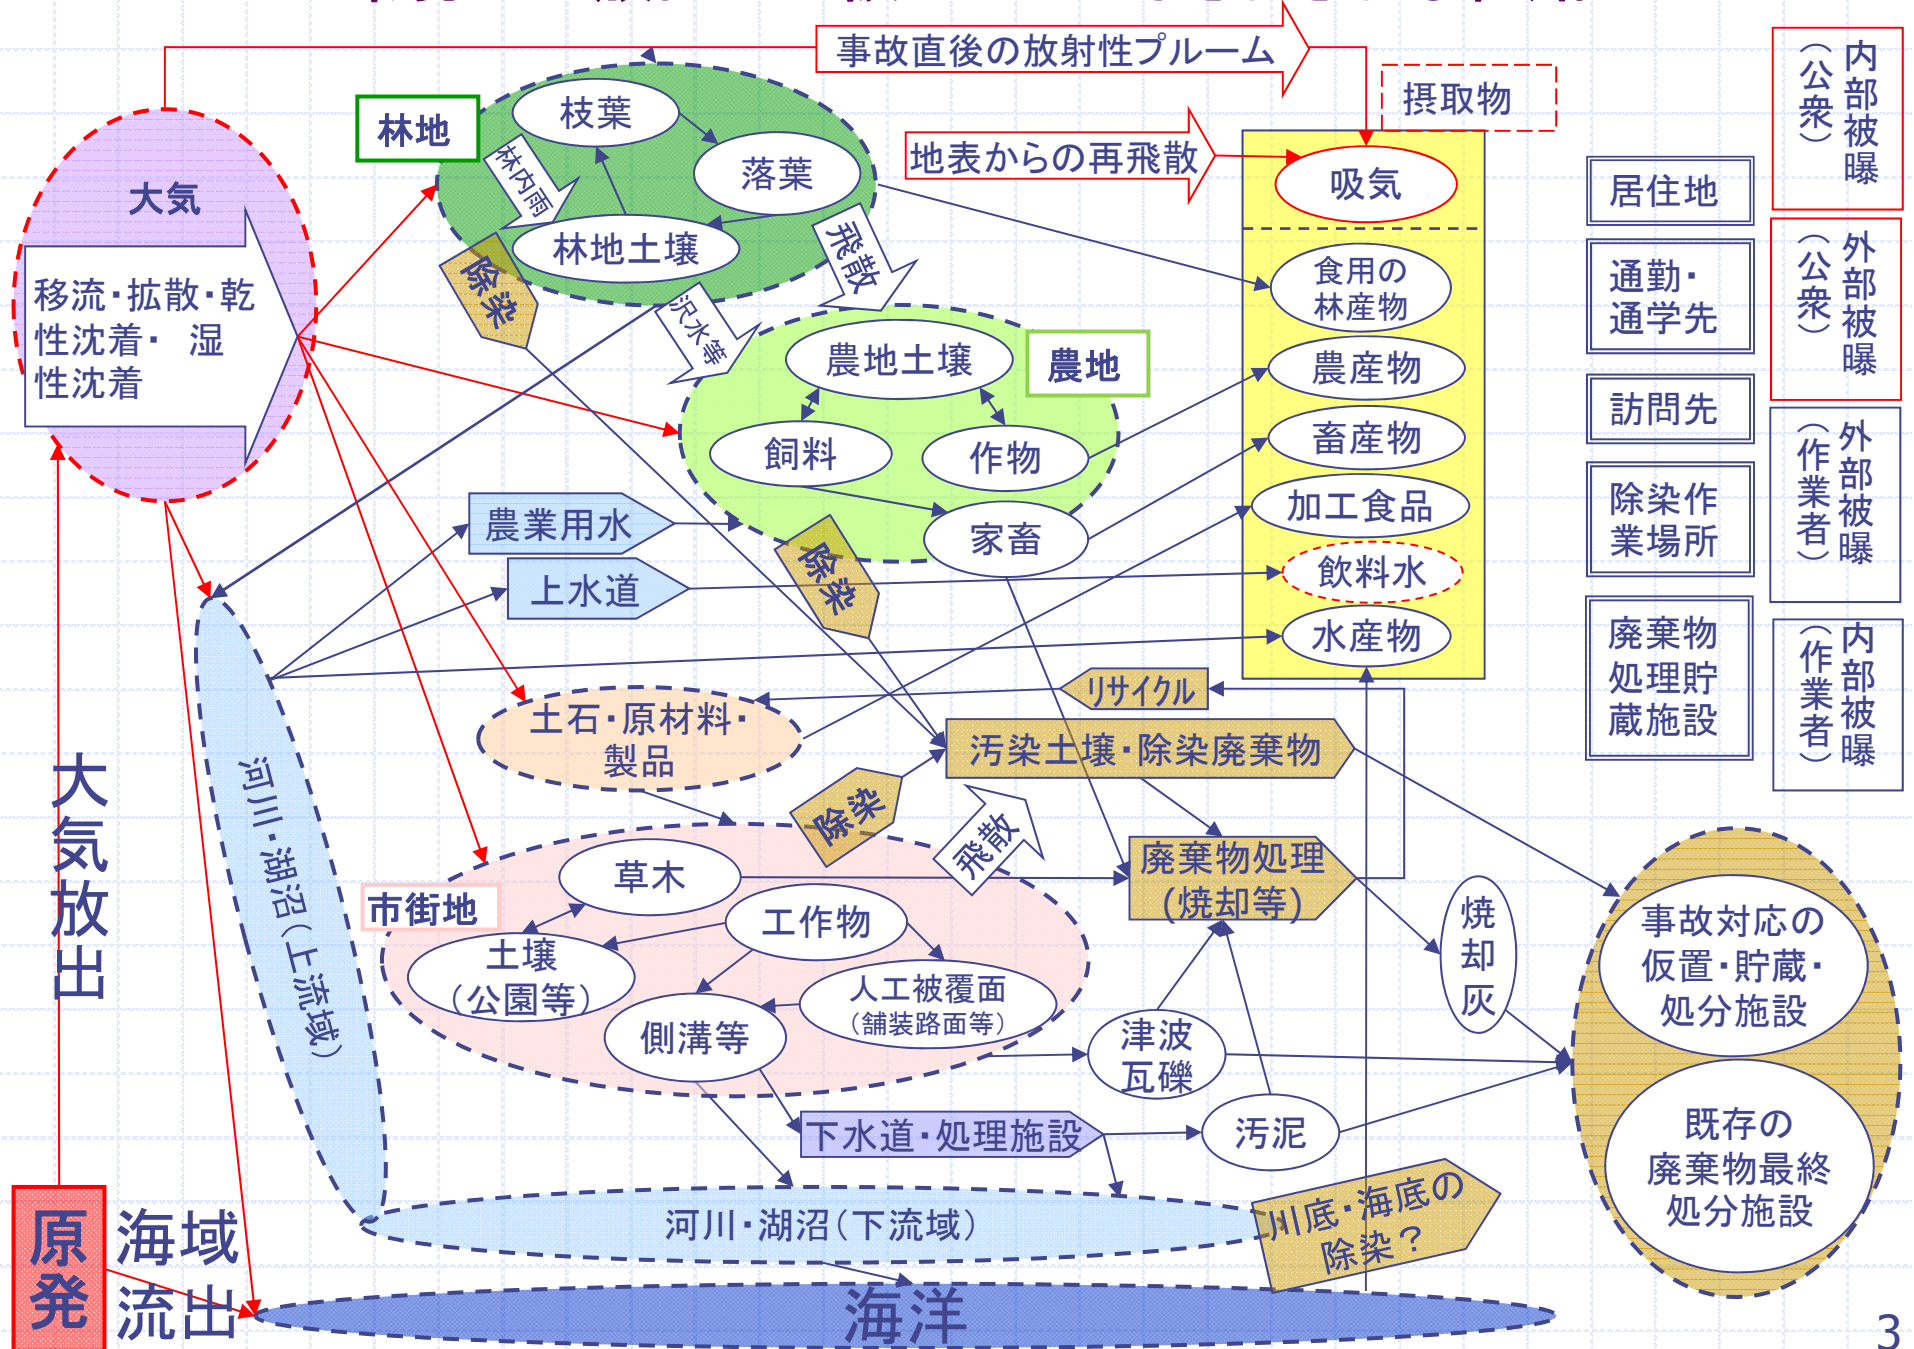 事故直後の放射性プルーム
摂取物
内部被曝
（公衆）
林地
枝葉
落葉
林内雨
林地土壌
地表からの再飛散
吸気
居住地
大気
移流・拡散・乾
性沈着・　湿
性沈着
除染
飛散
沢水等
食用の
林産物
通勤・
通学先
外部被曝
（公衆）
農地土壌
農地
飼料
作物
家畜
農産物
畜産物
加工食品
飲料水
水産物
訪問先
外部被曝
（作業者）
農業用水
上水道
除染
除染作
業場所
廃棄物
処理貯
蔵施設
内部被曝
（作業者）
リサイクル
土石・原材料・
製品
汚染土壌・除染廃棄物
除染
飛散
河川・湖沼（上流域）
大気放出
市街地
草木
工作物
土壌
（公園等）
人工被覆面
（舗装路面等）
側溝等
廃棄物処理
(焼却等)
焼却灰
津波
瓦礫
汚泥
下水道・処理施設
事故対応の
仮置・貯蔵・
処分施設
既存の
廃棄物最終
処分施設
川底・海底の
除染？
河川・湖沼（下流域）
原発
海域
流出
海洋
3